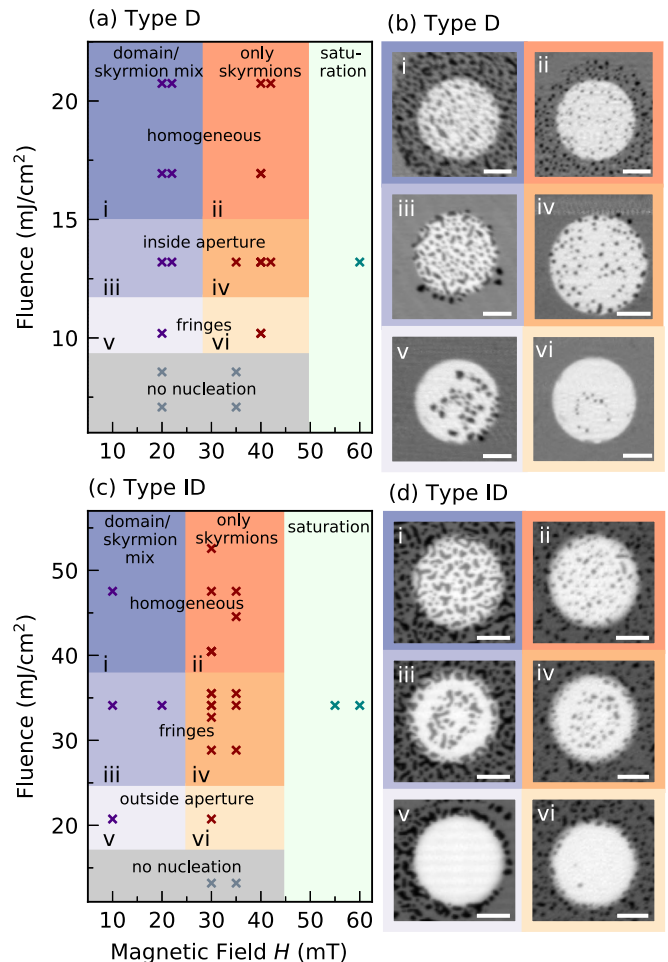 (a) Type D
domain/
skyrmion mix
only
skyrmions
satu-
ration
homogeneous
i
ii
inside aperture
iii
iv
fringes
v
vi
no nucleation
20
15
10
Fluence (mJ/cm²)
10 20 30 40 50 60
(b) Type D
i
ii
iii
iv
v
vi
(c) Type ID
domain/
skyrmion
mix
only
skyrmions
saturation
homogeneous
i
ii
fringes
iii
iv
outside aperture
v
vi
no nucleation
50
40
30
20
Fluence (mJ/cm²)
10 20 30 40 50 60
Magnetic Field H (mT)
(d) Type ID
i
ii
iii
iv
v
vi